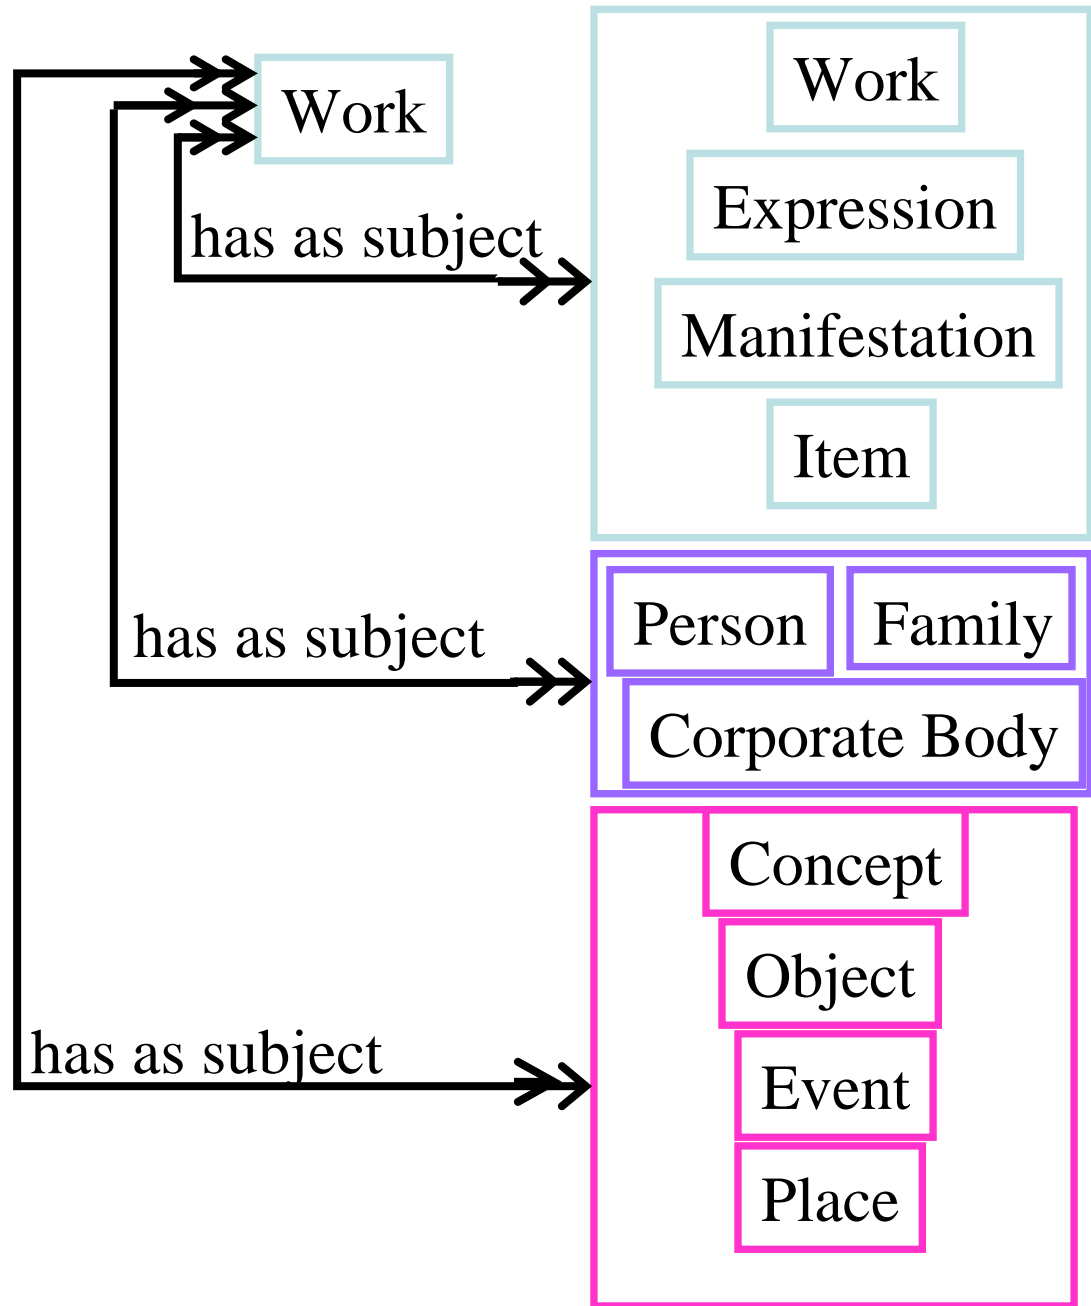 Work
Work
Expression
has as subject
Manifestation
Item
Person
Family
has as subject
Corporate Body
Concept
Object
has as subject
Event
Place